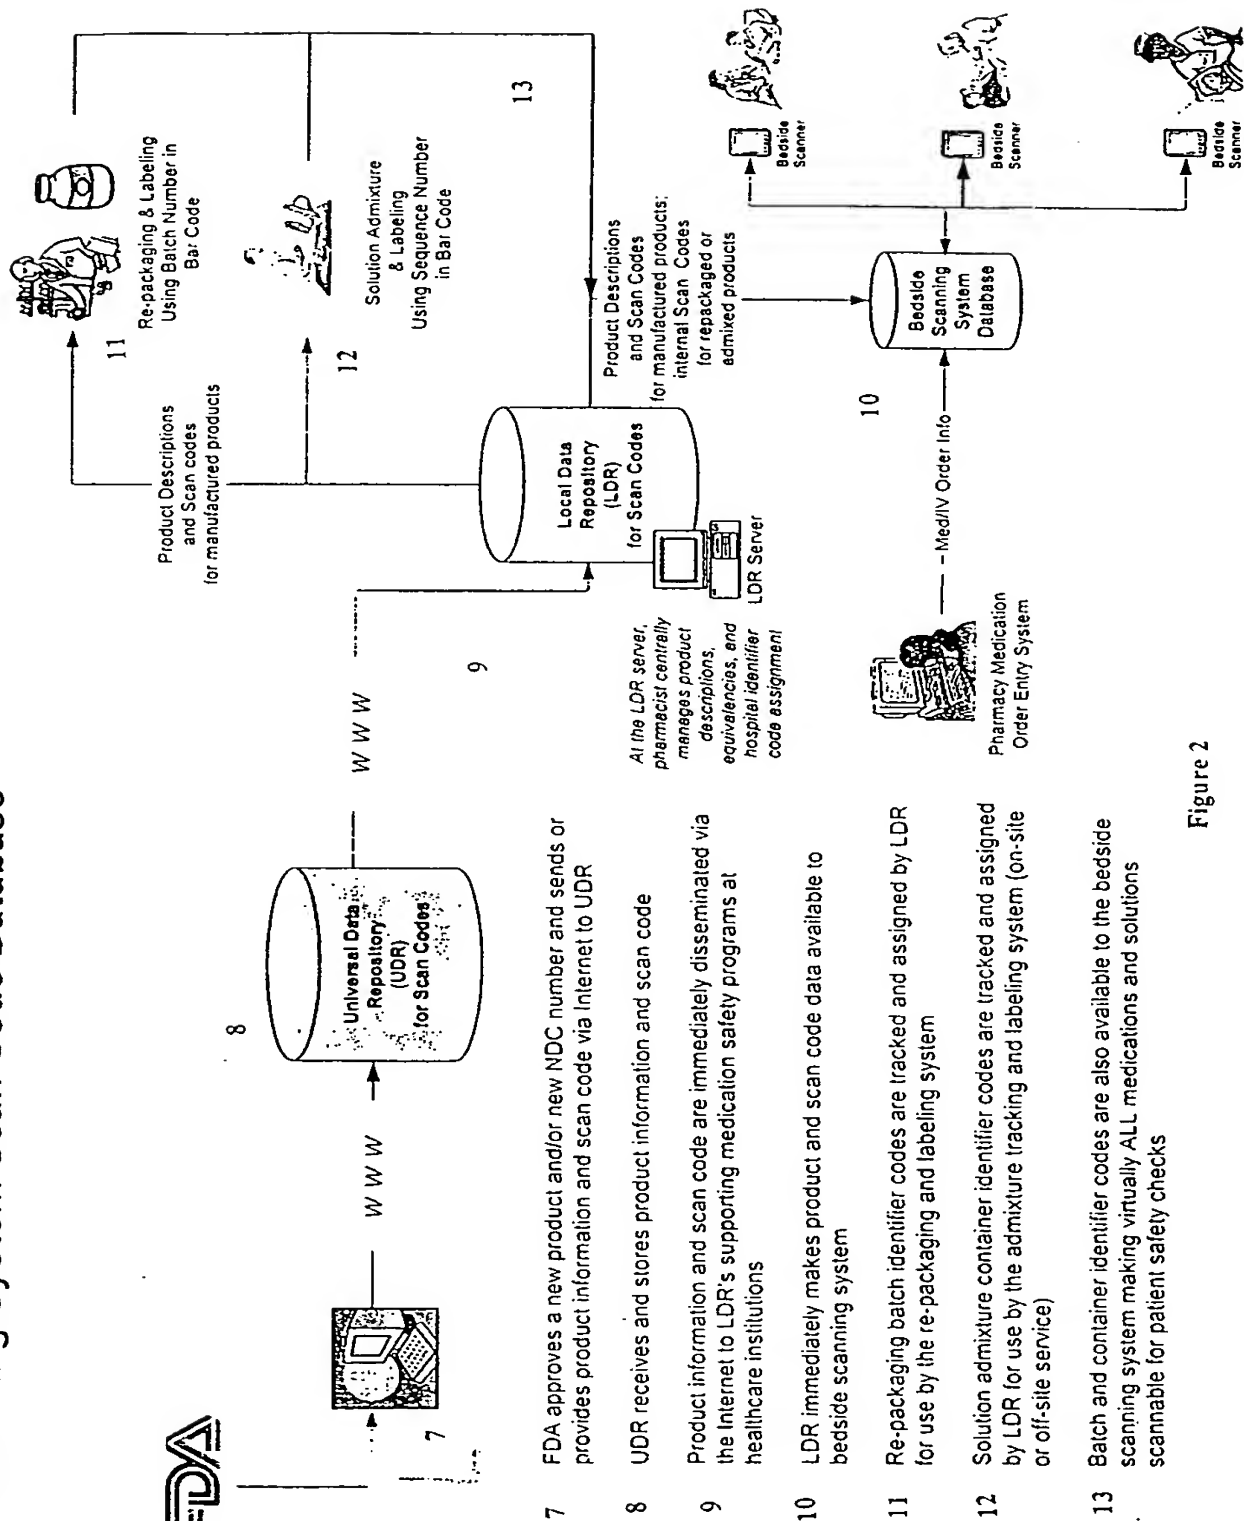 FDA
7
WWW
8
Universal Data
Repository
(UDR)
for Scan Codes
WWW
9
Product Descriptions
and Scan codes
for manufactured products
11
Re-packaging & Labeling
Using Batch Number in
Bar Code
12
Solution Admixture
& Labeling
Using Sequence Number
in Bar Code
13
Local Data
Repository
(LDR)
for Scan Codes
LDR Server
At the LDR server,
pharmacist centrally
manages product
descriptions,
equivalencies, and
hospital identifier
code assignment
Product Descriptions
and Scan Codes
for manufactured products;
internal Scan Codes
for repackaged or
admixed products
10
Bedside
Scanning
System
Database
Med/IV Order Info
Pharmacy Medication
Order Entry System
Bedside
Scanner
Bedside
Scanner
Bedside
Scanner
7 FDA approves a new product and/or new NDC number and sends or
provides product information and scan code via Internet to UDR
8 UDR receives and stores product information and scan code
9 Product information and scan code are immediately disseminated via
the Internet to LDR's supporting medication safety programs at
healthcare institutions
10 LDR immediately makes product and scan code data available to
bedside scanning system
11 Re-packaging batch identifier codes are tracked and assigned by LDR
for use by the re-packaging and labeling system
12 Solution admixture container identifier codes are tracked and assigned
by LDR for use by the admixture tracking and labeling system (on-site
or off-site service)
13 Batch and container identifier codes are also available to the bedside
scanning system making virtually ALL medications and solutions
scannable for patient safety checks
Figure 2